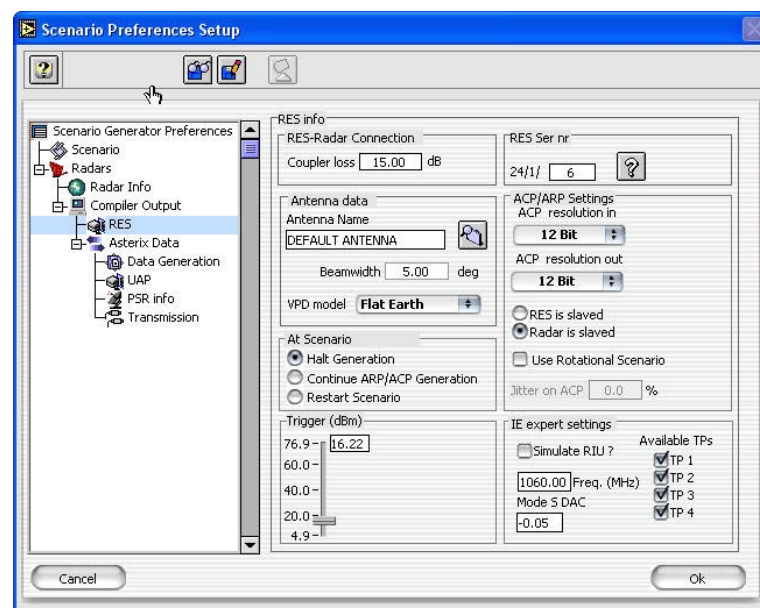 Scenario Preferences Setup
Scenario Generator Preferences
Scenario
Radars
Radar Info
Compiler Output
RES
Asterix Data
Data Generation
UAP
PSR info
Transmission
RES info
RES-Radar Connection
Coupler loss 15.00 dB
RES Ser nr
24/1/ 6
Antenna data
Antenna Name
DEFAULT ANTENNA
Beamwidth 5.00 deg
VPD model Flat Earth
ACP/ARP Settings
ACP resolution in
12 Bit
ACP resolution out
12 Bit
RES is slaved
Radar is slaved
Use Rotational Scenario
Jitter on ACP 0.0 %
At Scenario
Halt Generation
Continue ARP/ACP Generation
Restart Scenario
Trigger (dBm)
76.9 16.22
60.0
40.0
20.0
4.9
IE expert settings
Simulate RIU ?
1060.00 Freq. (MHz)
Mode S DAC
-0.05
Available TPs
TP 1
TP 2
TP 3
TP 4
Cancel
Ok